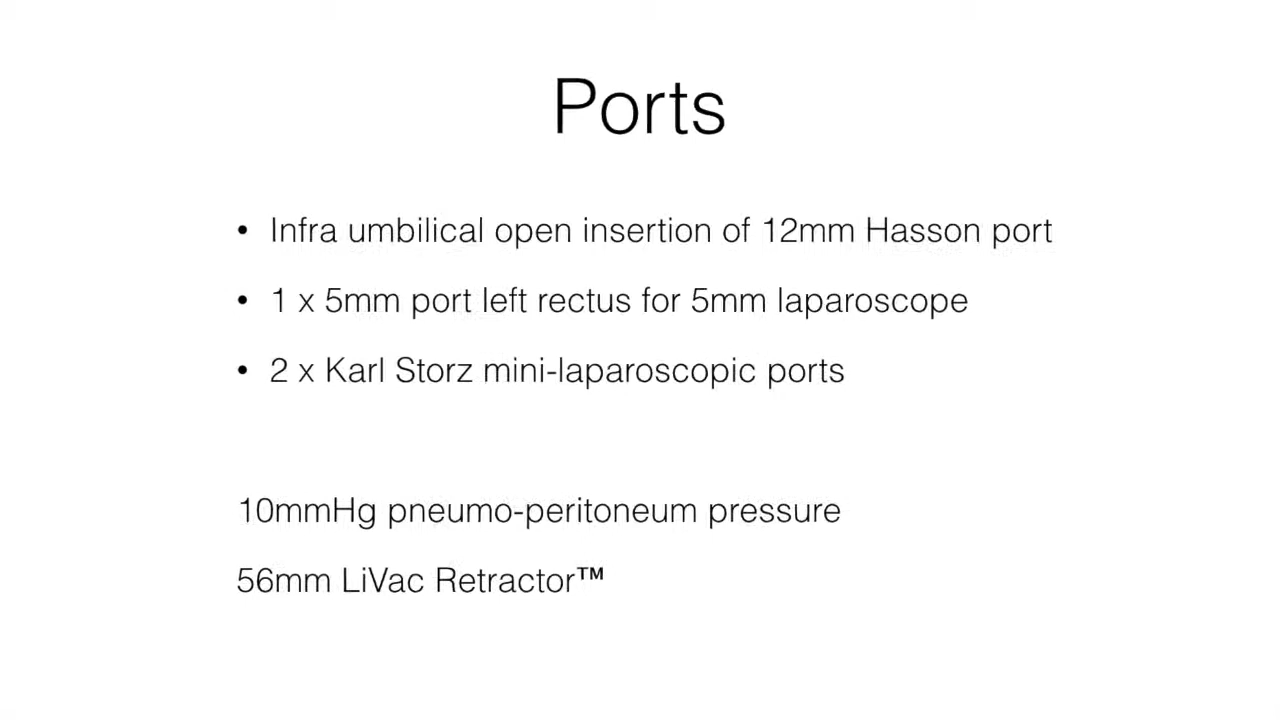 Ports
• Infra umbilical open insertion of 12mm Hasson port
• 1 x 5mm port left rectus for 5mm laparoscope
• 2 x Karl Storz mini-laparoscopic ports
10mmHg pneumo-peritoneum pressure
56mm LiVac Retractor™